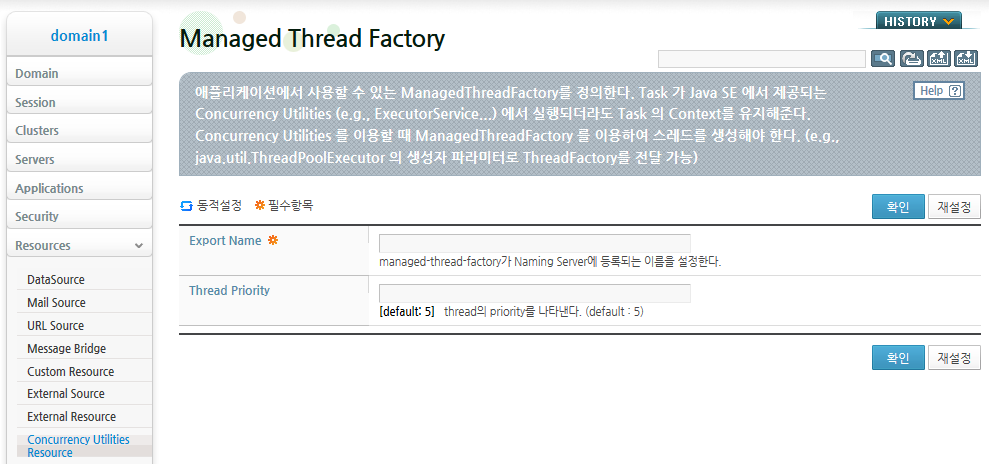 domain1
Domain
Session
Clusters
Servers
Applications
Security
Resources
DataSource
Mail Source
URL Source
Message Bridge
Custom Resource
External Source
External Resource
Concurrency Utilities
Resource
HISTORY
Managed Thread Factory
XML
XML
Help ?
애플리케이션에서 사용할 수 있는 ManagedThreadFactory를 정의한다. Task 가 Java SE 에서 제공되는
Concurrency Utilities (e.g., ExecutorService...) 에서 실행되더라도 Task 의 Context를 유지해준다.
Concurrency Utilities 를 이용할 때 ManagedThreadFactory 를 이용하여 스레드를 생성해야 한다. (e.g.,
java.util.ThreadPoolExecutor 의 생성자 파라미터로 ThreadFactory를 전달 가능)
동적설정 필수항목
확인 재설정
Export Name
managed-thread-factory가 Naming Server에 등록되는 이름을 설정한다.
Thread Priority
[default: 5] thread의 priority를 나타낸다. (default : 5)
확인 재설정